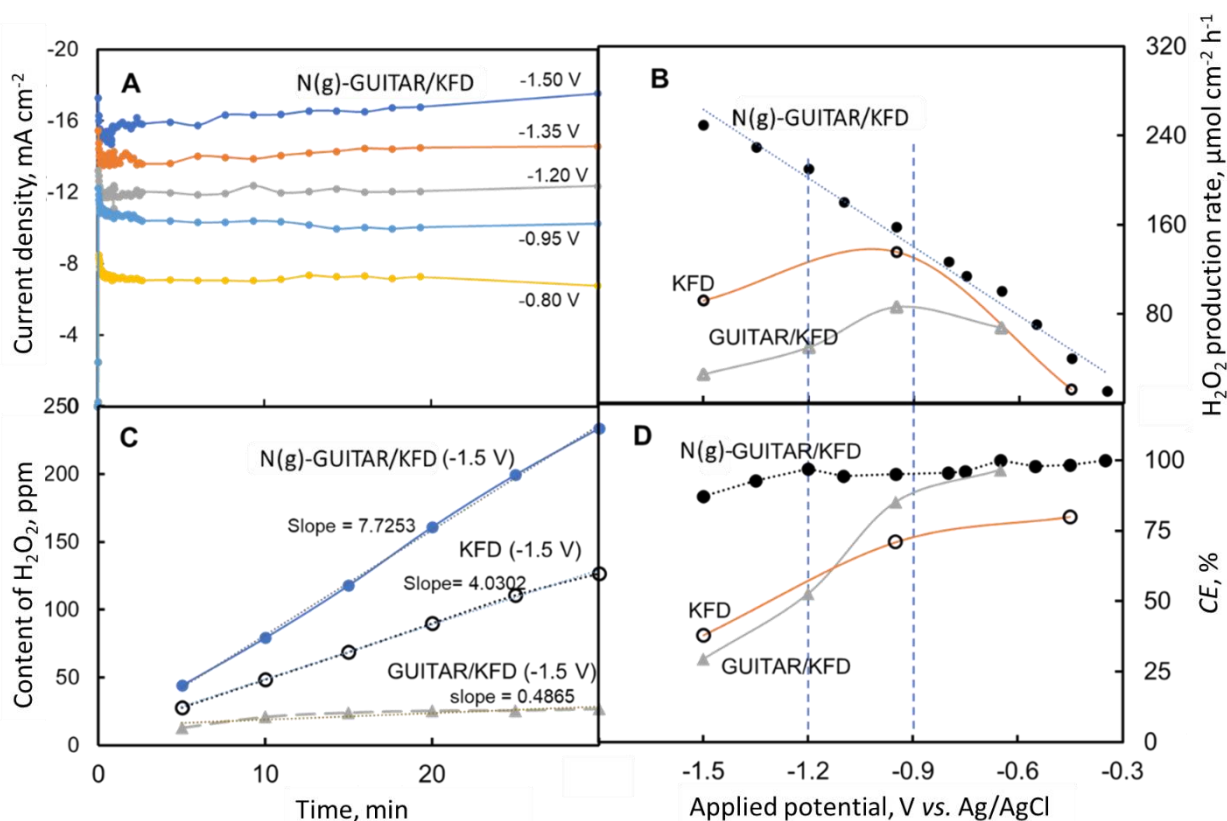 A
N(g)-GUITAR/KFD
-1.50 V
-1.35 V
-1.20 V
-0.95 V
-0.80 V
-20
-16
-12
-8
-4
0
Current density, mA cm⁻²
B
N(g)-GUITAR/KFD
KFD
GUITAR/KFD
320
240
160
80
H₂O₂ production rate, µmol cm⁻² h⁻¹
C
N(g)-GUITAR/KFD (-1.5 V)
Slope = 7.7253
KFD (-1.5 V)
Slope= 4.0302
GUITAR/KFD (-1.5 V)
slope = 0.4865
250
200
150
100
50
0
Content of H₂O₂, ppm
0
10
20
Time, min
D
N(g)-GUITAR/KFD
KFD
GUITAR/KFD
100
75
50
25
0
CE, %
-1.5
-1.2
-0.9
-0.6
-0.3
Applied potential, V vs. Ag/AgCl